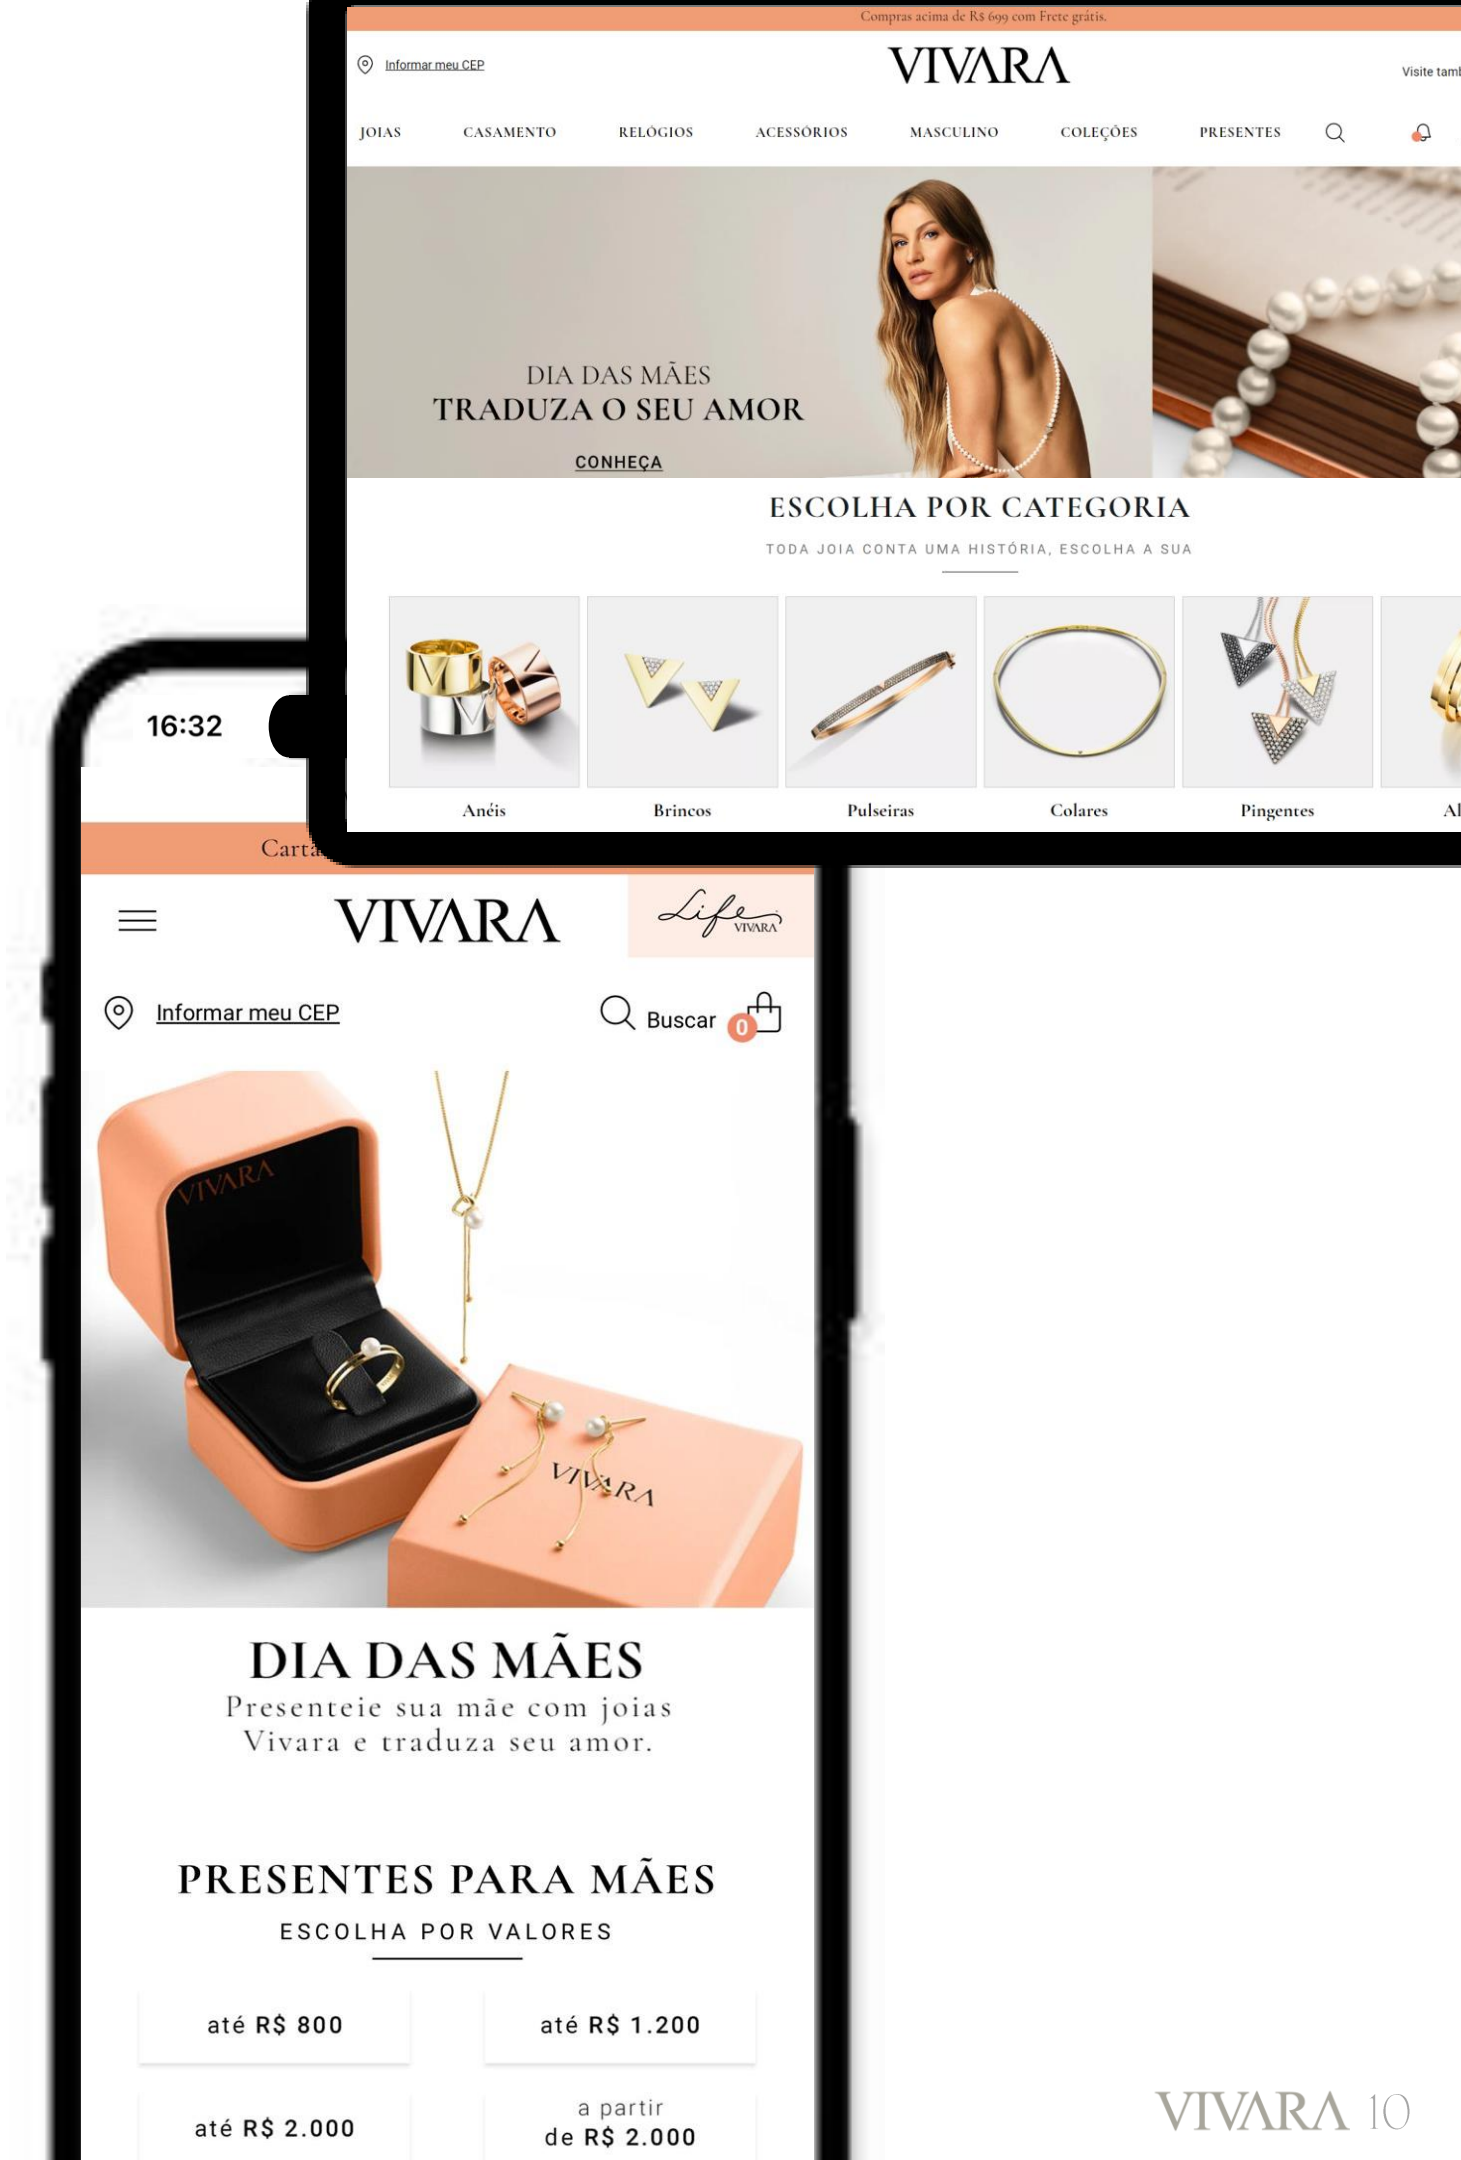 Compras acima de R$ 699 com Frete grátis.
Informar meu CEP
VIVARA
Visite
JOIAS CASAMENTO RELÓGIOS ACESSÓRIOS MASCULINO COLEÇÕES PRESENTES
DIA DAS MÃES
TRADUZA O SEU AMOR
CONHEÇA
ESCOLHA POR CATEGORIA
TODA JOIA CONTA UMA HISTÓRIA, ESCOLHA A SUA
Anéis Brincos Pulseiras Colares Pingentes
16:32
VIVARA
Life
VIVARA
Informar meu CEP
Buscar
0
VIVARA
VIVARA
DIA DAS MÃES
Presenteie sua mãe com joias
Vivara e traduza seu amor.
PRESENTES PARA MÃES
ESCOLHA POR VALORES
até R$ 800
até R$ 1.200
até R$ 2.000
a partir
de R$ 2.000
VIVARA 10